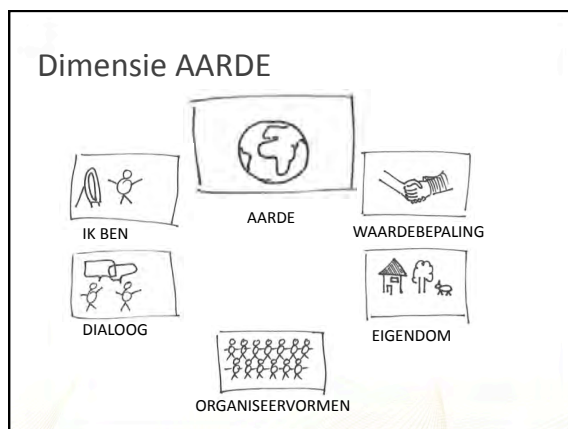 Dimensie AARDE
AARDE
IK BEN
WAARDEBEPALING
DIALOOG
EIGENDOM
ORGANISEERVORMEN